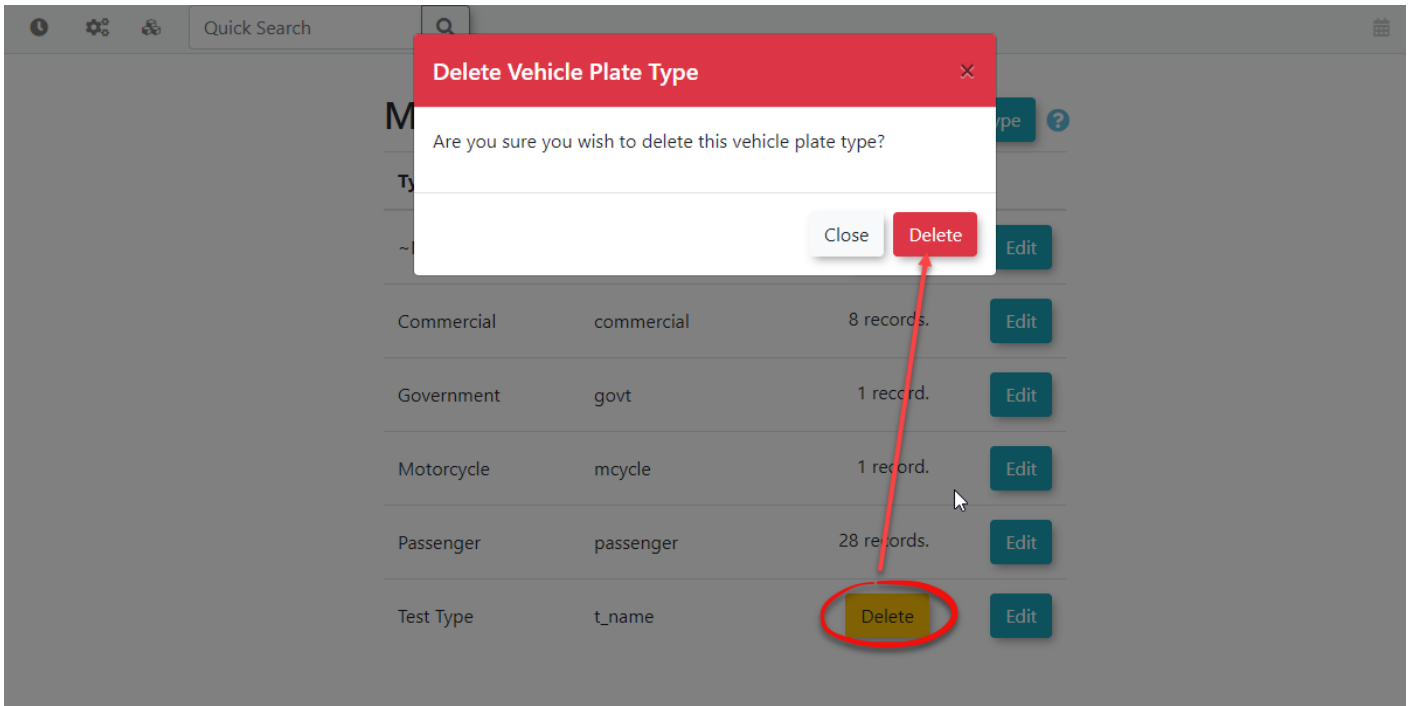 Quick Search
Delete Vehicle Plate Type ×
M ype ?
Are you sure you wish to delete this vehicle plate type?
Ty
Close Delete
Edit
Commercial commercial 8 records. Edit
Government govt 1 record. Edit
Motorcycle mcycle 1 record. Edit
Passenger passenger 28 records. Edit
Test Type t_name Delete Edit